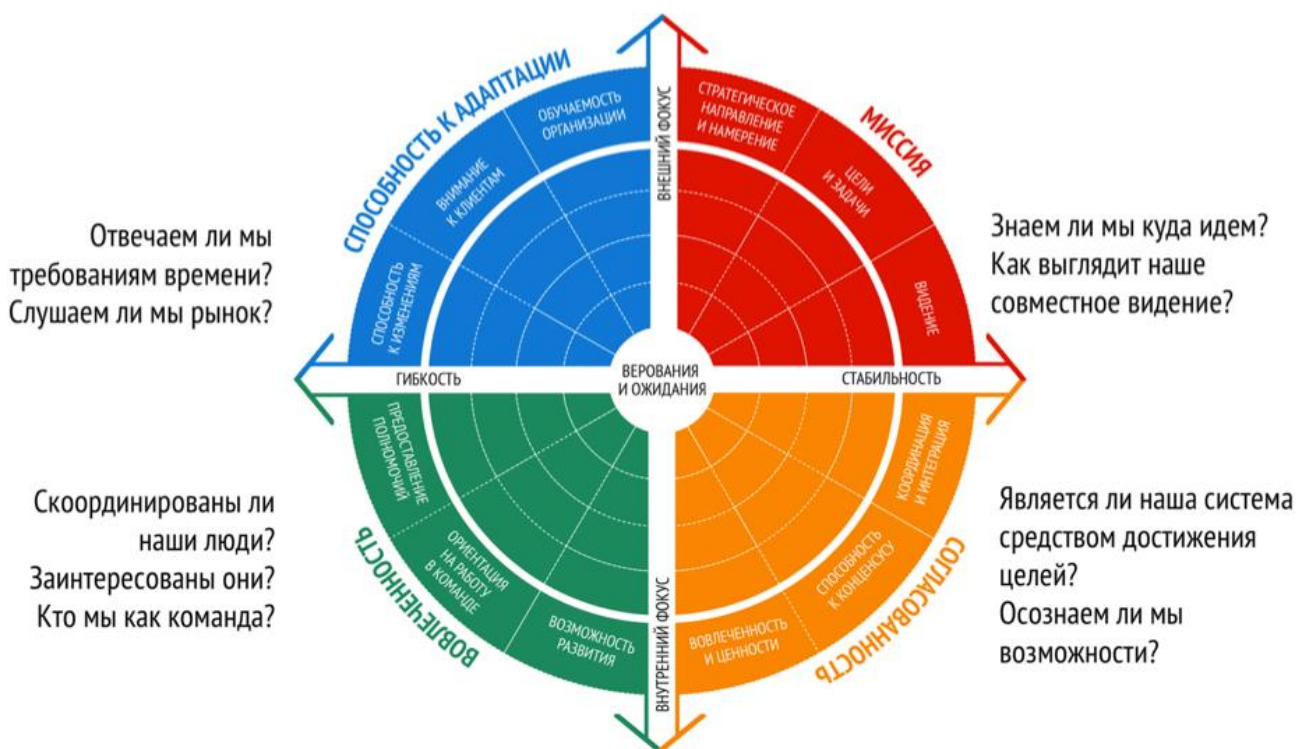 СПОСОБНОСТЬ К АДАПТАЦИИ
ОБУЧАЕМОСТЬ
ОРГАНИЗАЦИИ
ВНИМАНИЕ
К КЛИЕНТАМ
СПОСОБНОСТЬ
К ИЗМЕНЕНИЯМ
ВНЕШНИЙ ФОКУС
МИССИЯ
СТРАТЕГИЧЕСКОЕ
НАПРАВЛЕНИЕ
И НАМЕРЕНИЕ
ЦЕЛИ
И ЗАДАЧИ
ВИДЕНИЕ
Отвечаем ли мы
требованиям времени?
Слушаем ли мы рынок?
Знаем ли мы куда идем?
Как выглядит наше
совместное видение?
ГИБКОСТЬ
ВЕРОВАНИЯ
И ОЖИДАНИЯ
СТАБИЛЬНОСТЬ
ПРЕДОСТАВЛЕНИЕ
ПОЛНОМОЧИЙ
ОРИЕНТАЦИЯ
НА РАБОТУ
В КОМАНДЕ
ВОЗМОЖНОСТЬ
РАЗВИТИЯ
ВОВЛЕЧЕННОСТЬ
ВНУТРЕННИЙ ФОКУС
КООРДИНАЦИЯ
И ИНТЕГРАЦИЯ
СПОСОБНОСТЬ
К КОНЦЕНСУСУ
ВОВЛЕЧЕННОСТЬ
И ЦЕННОСТИ
СОГЛАСОВАННОСТЬ
Скоординированы ли
наши люди?
Заинтересованы они?
Кто мы как команда?
Является ли наша система
средством достижения
целей?
Осознаем ли мы
возможности?